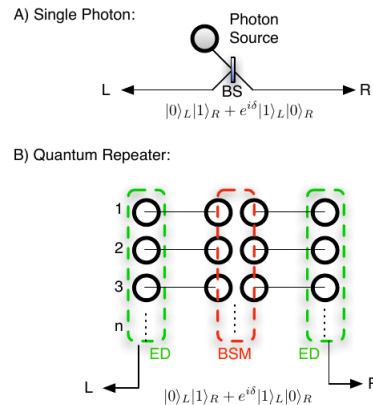 A) Single Photon:
Photon
Source
L
R
BS
|0⟩_L|1⟩_R + e^{iδ}|1⟩_L|0⟩_R
B) Quantum Repeater:
1
2
3
n
ED
BSM
ED
L
R
|0⟩_L|1⟩_R + e^{iδ}|1⟩_L|0⟩_R